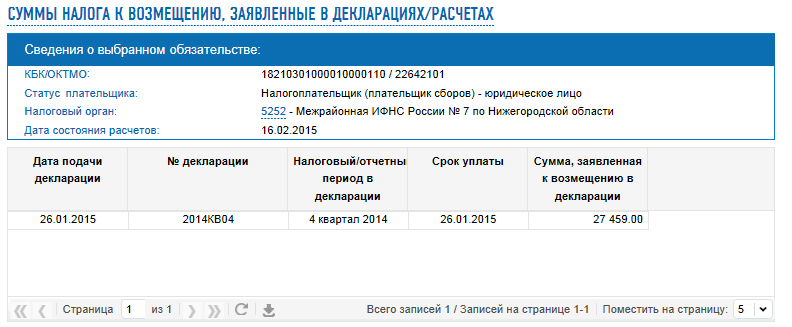 СУММЫ НАЛОГА К ВОЗМЕЩЕНИЮ, ЗАЯВЛЕННЫЕ В ДЕКЛАРАЦИЯХ/РАСЧЕТАХ
Сведения о выбранном обязательстве:
КБК/ОКТМО: 18210301000010000110 / 22642101
Статус плательщика: Налогоплательщик (плательщик сборов) - юридическое лицо
Налоговый орган: 5252 - Межрайонная ИФНС России № 7 по Нижегородской области
Дата состояния расчетов: 16.02.2015
Дата подачи № декларации Налоговый/отчетны Срок уплаты Сумма, заявленная
декларации период в к возмещению в
декларации декларации
26.01.2015 2014КВ04 4 квартал 2014 26.01.2015 27 459.00
Страница 1 из 1 Всего записей 1 / Записей на странице 1-1 Поместить на страницу: 5